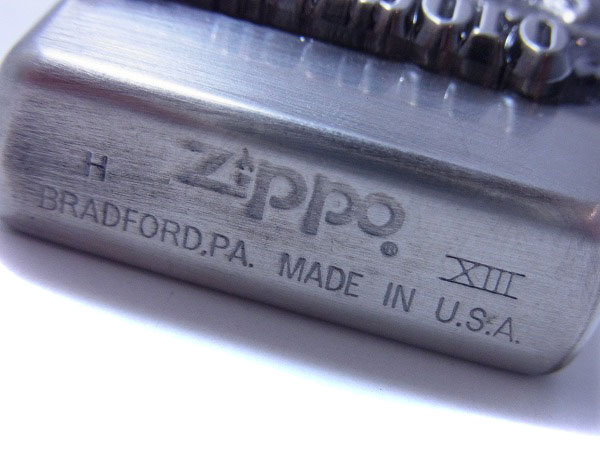 H zippo XIII
BRADFORD,PA. MADE IN U.S.A.